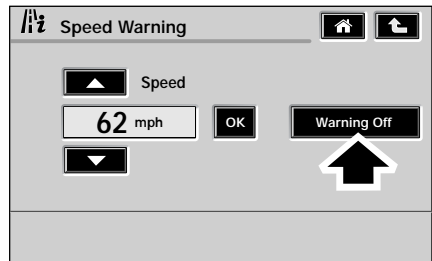 Speed Warning
Speed
62 mph
OK
Warning Off